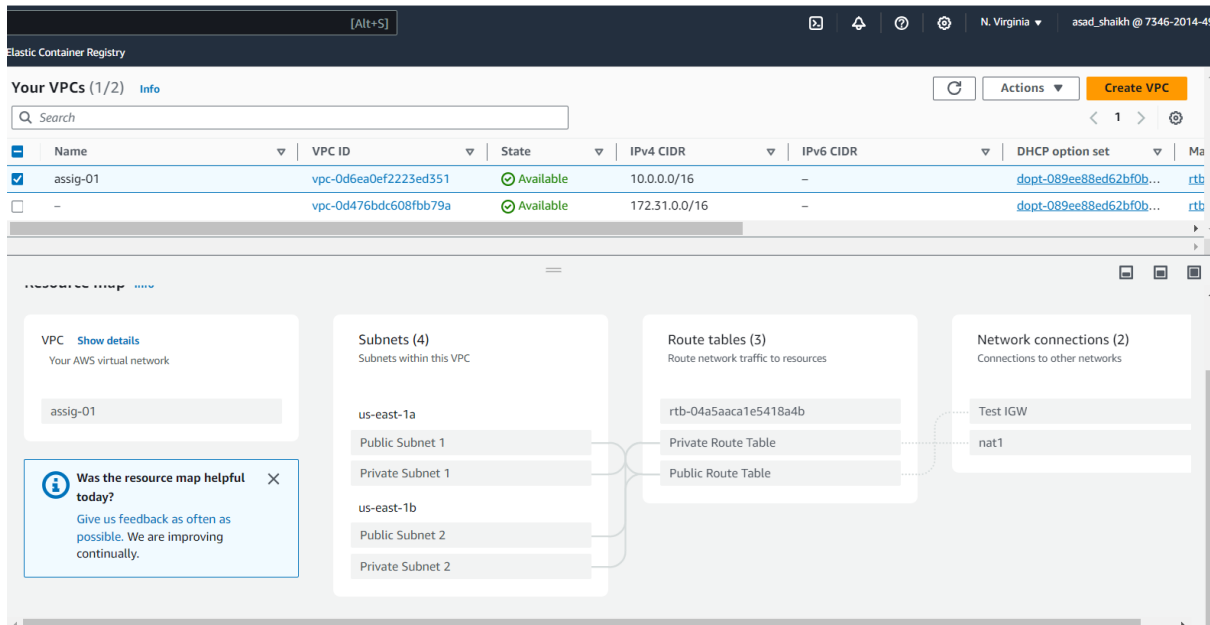 [Alt+S] N. Virginia asad_shaikh @ 7346-2014-49
Elastic Container Registry
Your VPCs (1/2) Info Actions Create VPC
Search 1
Name VPC ID State IPv4 CIDR IPv6 CIDR DHCP option set Ma
assig-01 vpc-0d6ea0ef2223ed351 Available 10.0.0.0/16 – dopt-089ee88ed62bf0b... rtb
– vpc-0d476bdc608fbb79a Available 172.31.0.0/16 – dopt-089ee88ed62bf0b... rtb
Resource map Info
VPC Show details
Your AWS virtual network
assig-01
Was the resource map helpful
today?
Give us feedback as often as
possible. We are improving
continually.
Subnets (4)
Subnets within this VPC
us-east-1a
Public Subnet 1
Private Subnet 1
us-east-1b
Public Subnet 2
Private Subnet 2
Route tables (3)
Route network traffic to resources
rtb-04a5aaca1e5418a4b
Private Route Table
Public Route Table
Network connections (2)
Connections to other networks
Test IGW
nat1